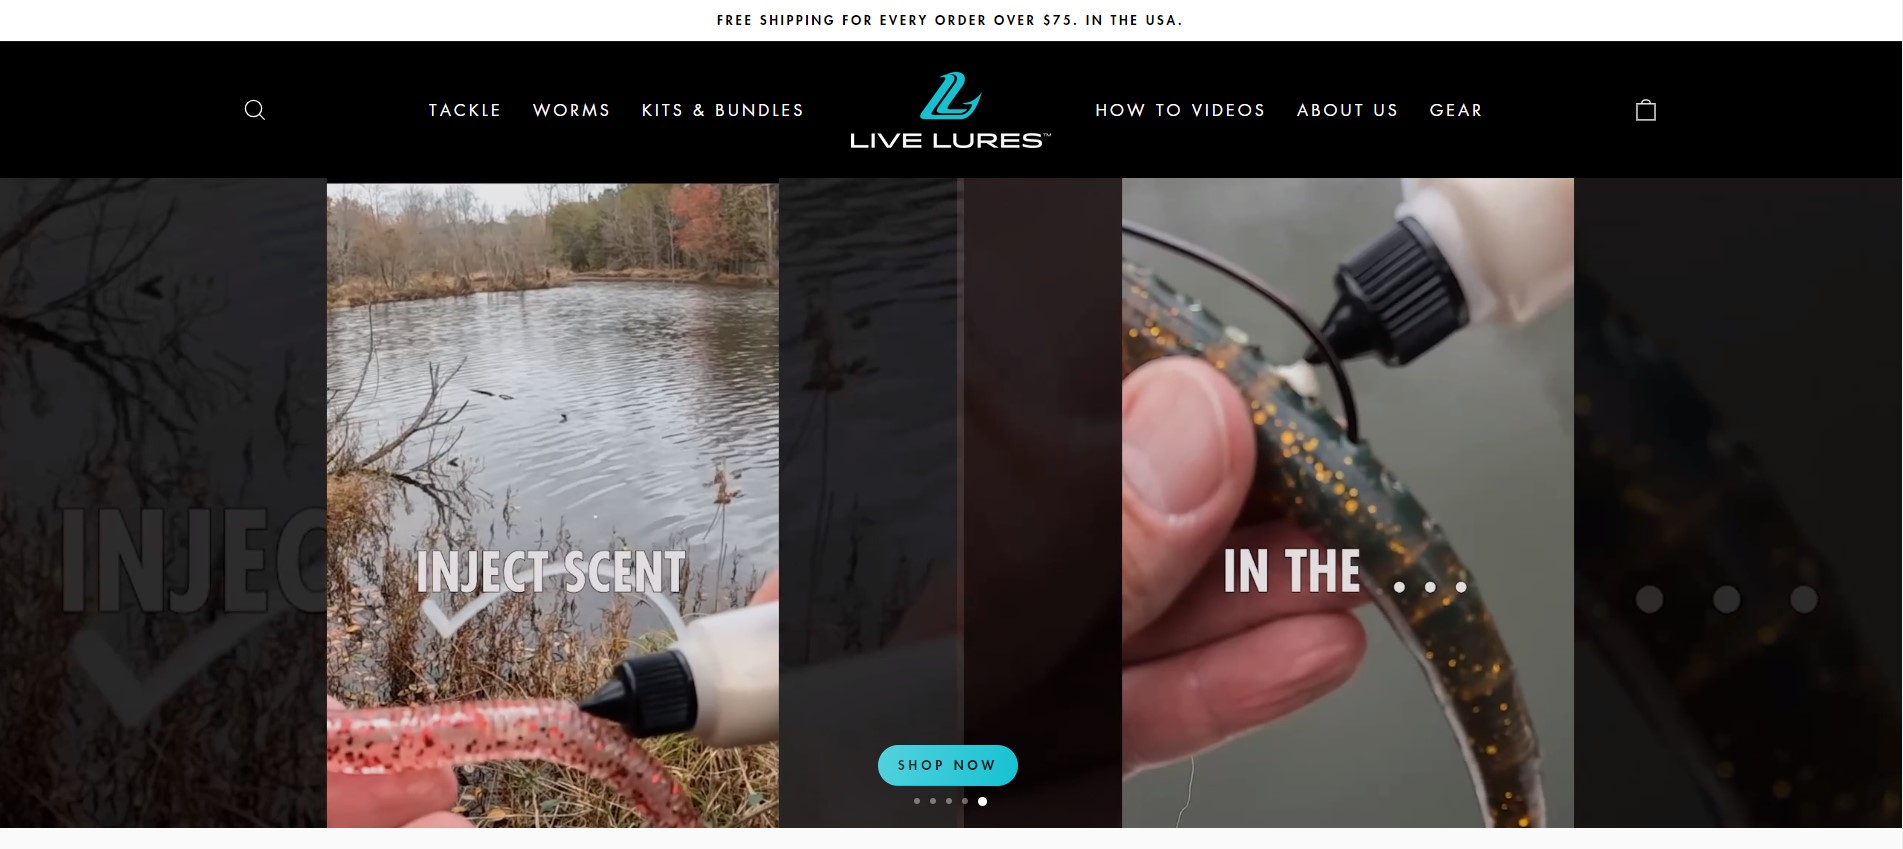 FREE SHIPPING FOR EVERY ORDER OVER $75. IN THE USA.
TACKLE WORMS KITS & BUNDLES
LIVE LURES™
HOW TO VIDEOS ABOUT US GEAR
INJEC
INJECT SCENT
IN THE ...
...
SHOP NOW